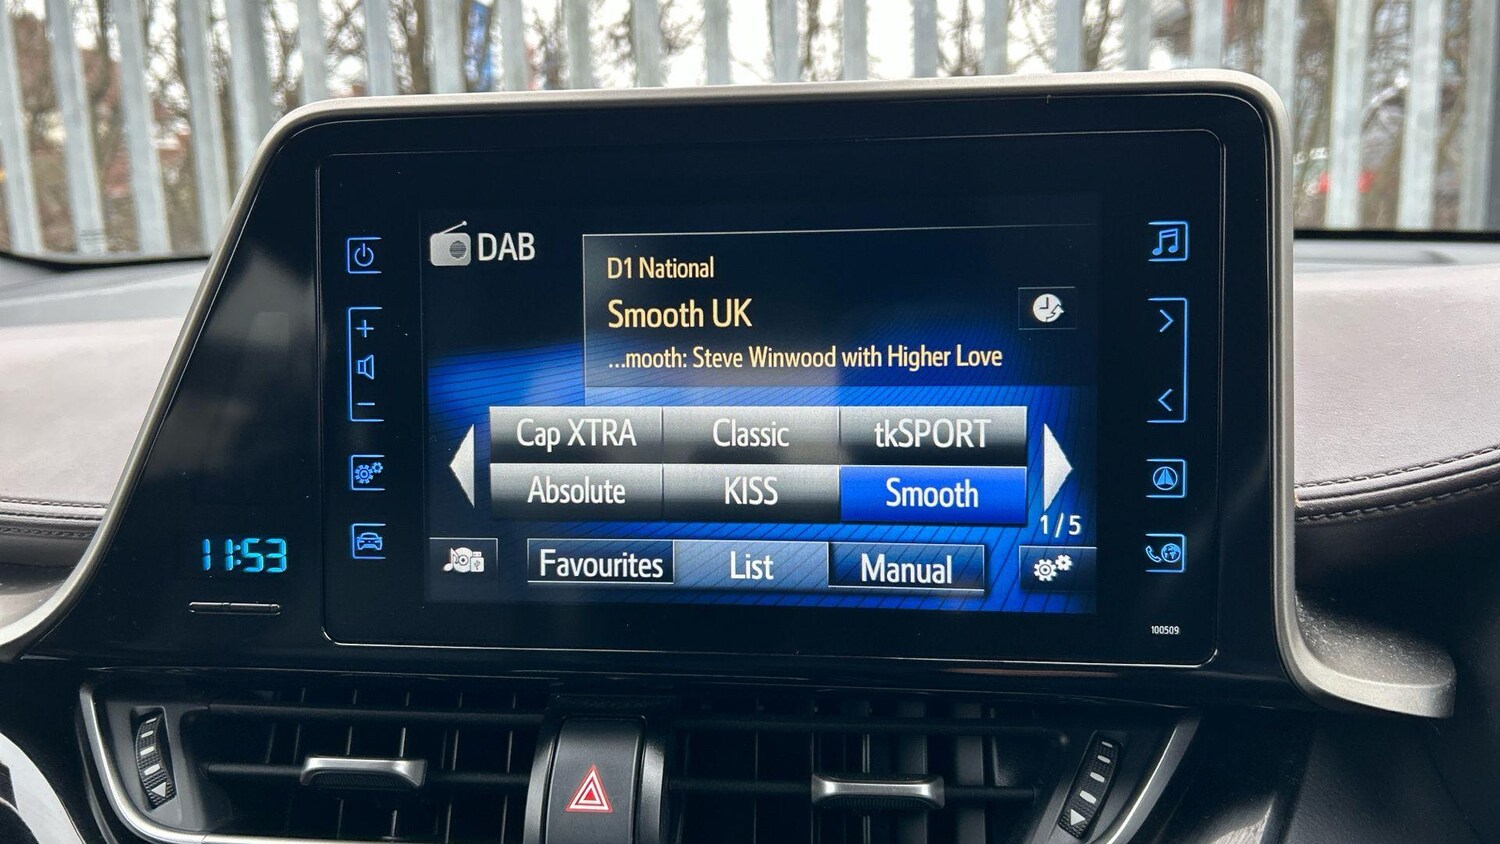 DAB
D1 National
Smooth UK
...mooth: Steve Winwood with Higher Love
Cap XTRA
Classic
tkSPORT
Absolute
KISS
Smooth
1/5
Favourites
List
Manual
11:53
100509